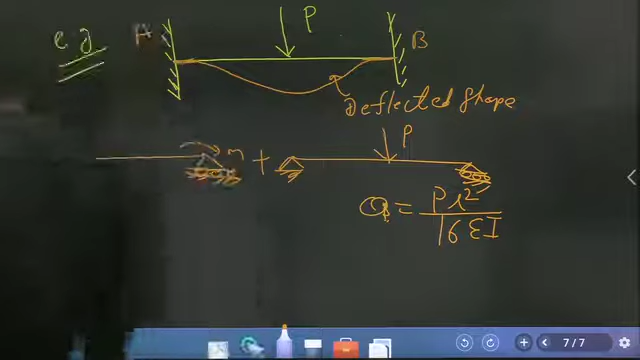 e.g A P B
Deflected Shape
m + P
θ = Pl²/16EI
7 / 7